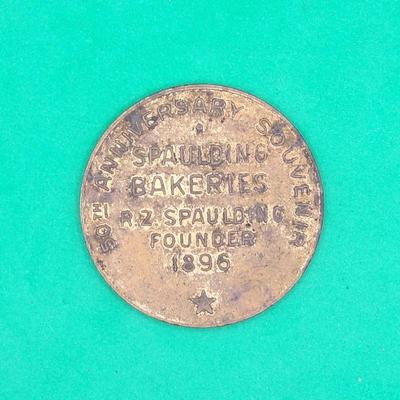 50TH ANNIVERSARY SOUVENIR
SPAULDING
BAKERIES
R.Z. SPAULDING
FOUNDER
1896